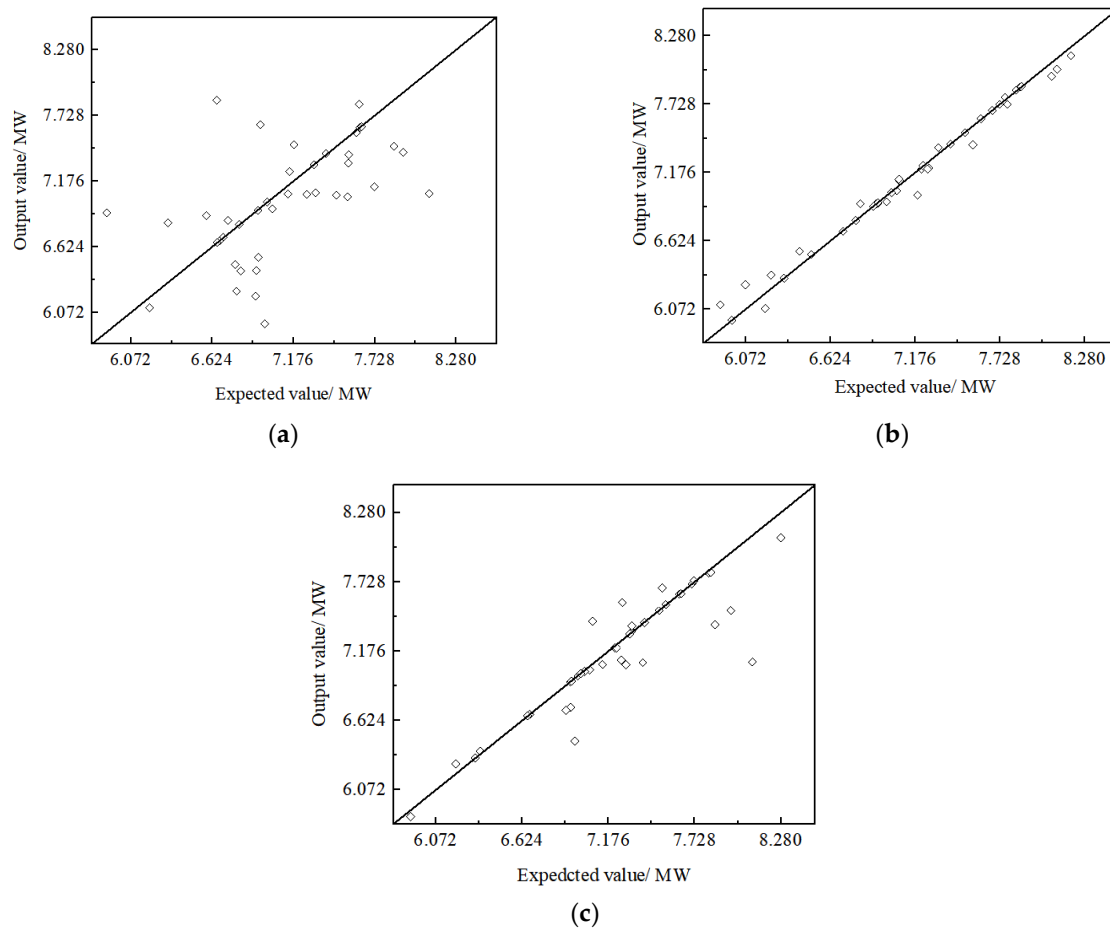 8.280
7.728
7.176
6.624
6.072
Output value/ MW
6.072 6.624 7.176 7.728 8.280
Expected value/ MW
(a)
8.280
7.728
7.176
6.624
6.072
Output value/ MW
6.072 6.624 7.176 7.728 8.280
Expected value/ MW
(b)
8.280
7.728
7.176
6.624
6.072
Output value/ MW
6.072 6.624 7.176 7.728 8.280
Expedcted value/ MW
(c)